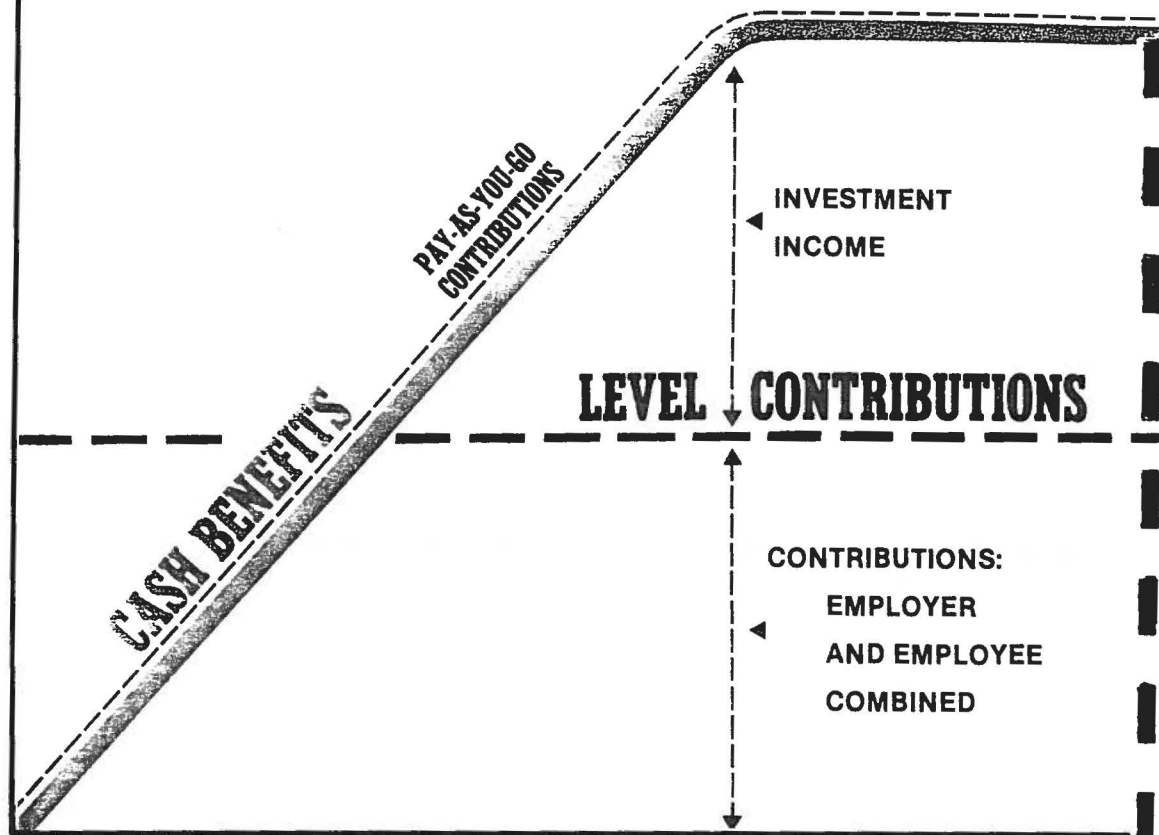 PAY-AS-YOU-GO
CONTRIBUTIONS
INVESTMENT
INCOME
LEVEL CONTRIBUTIONS
CASH BENEFITS
CONTRIBUTIONS:
EMPLOYER
AND EMPLOYEE
COMBINED